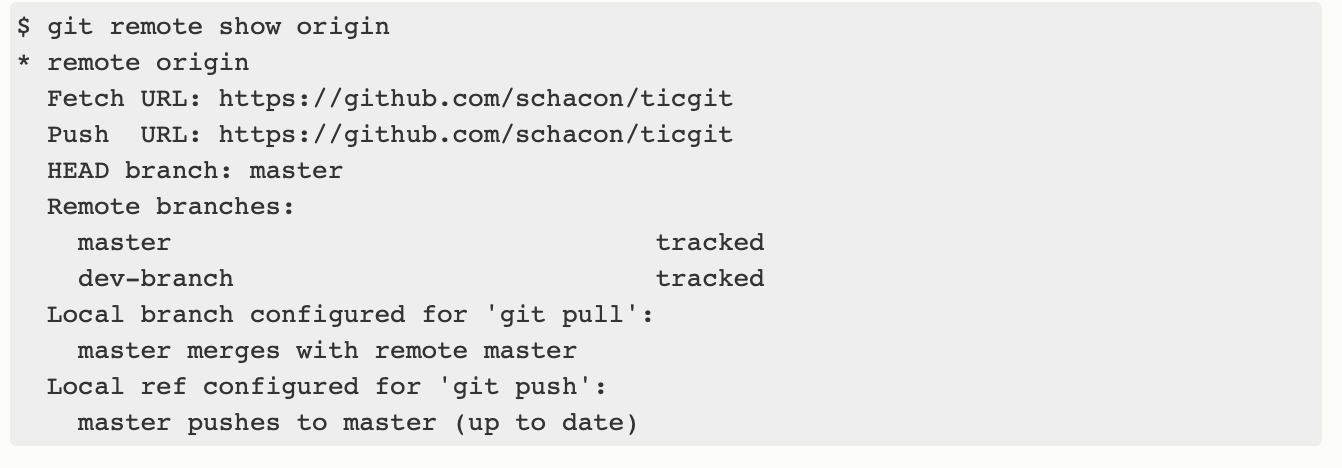 $ git remote show origin
* remote origin
  Fetch URL: https://github.com/schacon/ticgit
  Push  URL: https://github.com/schacon/ticgit
  HEAD branch: master
  Remote branches:
    master                               tracked
    dev-branch                           tracked
  Local branch configured for 'git pull':
    master merges with remote master
  Local ref configured for 'git push':
    master pushes to master (up to date)